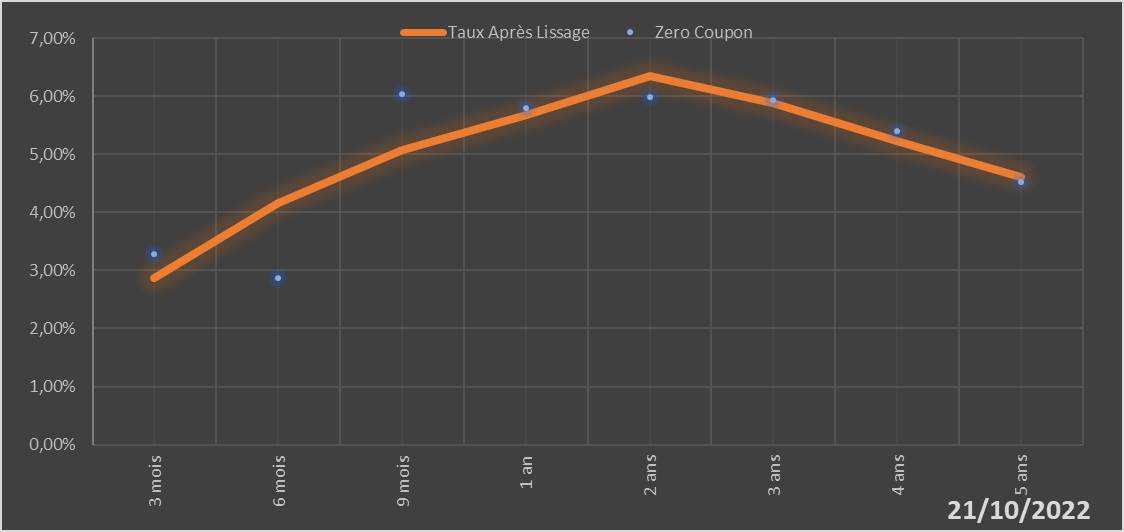 Taux Après Lissage Zero Coupon
7,00%
6,00%
5,00%
4,00%
3,00%
2,00%
1,00%
0,00%
3 mois
6 mois
9 mois
1 an
2 ans
3 ans
4 ans
5 ans
21/10/2022